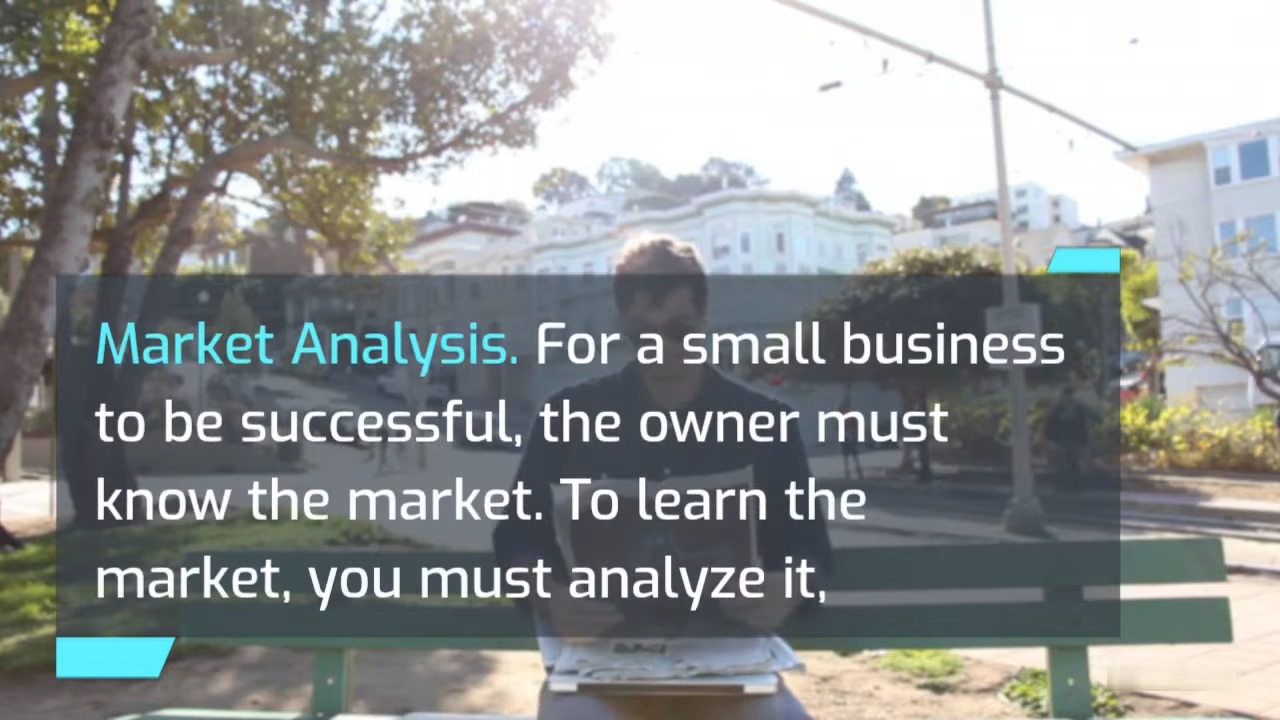 Market Analysis. For a small business
to be successful, the owner must
know the market. To learn the
market, you must analyze it,